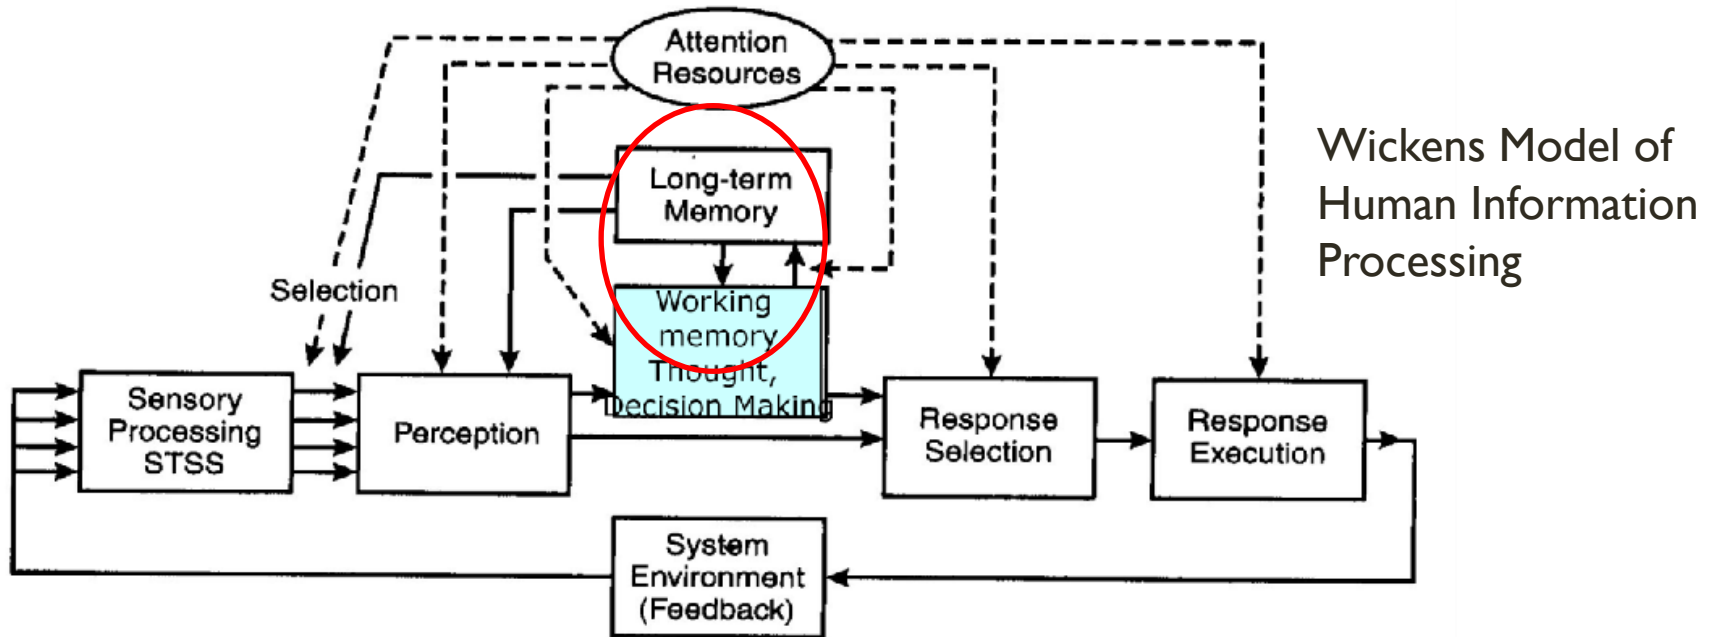 Attention
Resources
Long-term
Memory
Selection
Working
memory
Thought,
Decision Making
Sensory
Processing
STSS
Perception
Response
Selection
Response
Execution
System
Environment
(Feedback)
Wickens Model of
Human Information
Processing